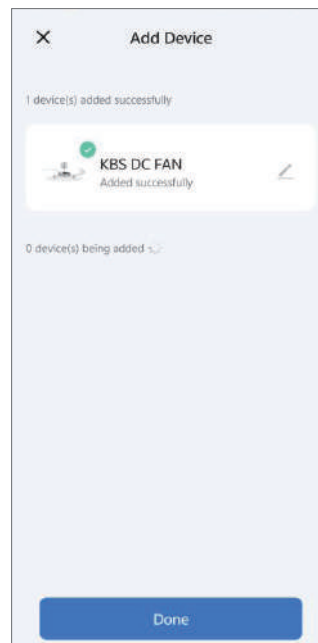 Add Device
1 device(s) added successfully
KBS DC FAN
Added successfully
0 device(s) being added
Done